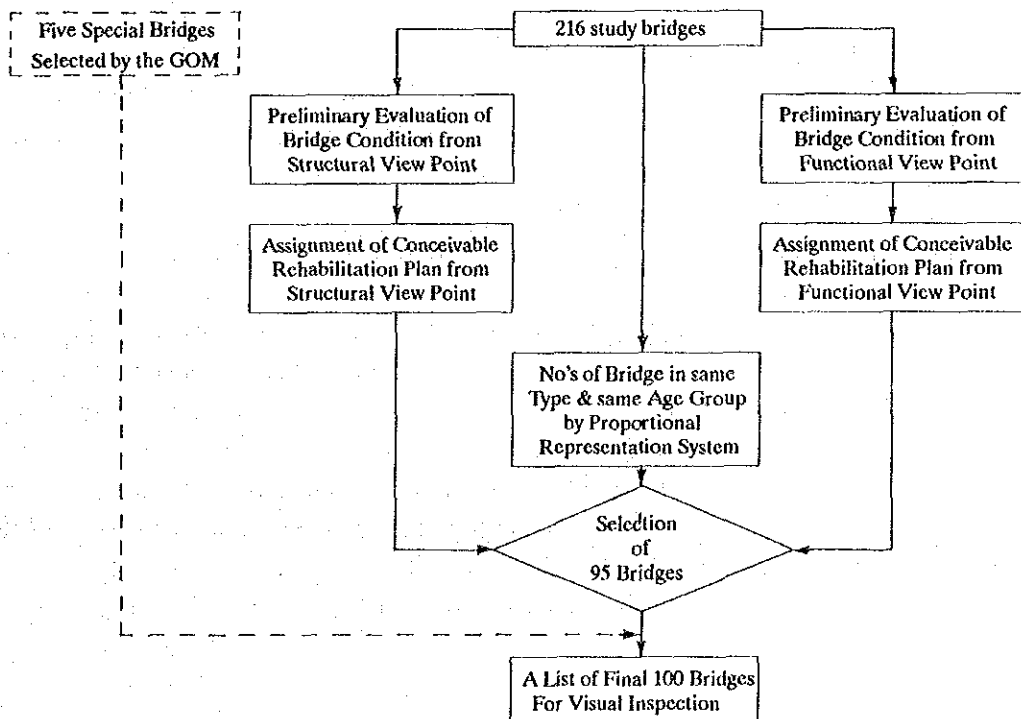 Five Special Bridges
Selected by the GOM
216 study bridges
Preliminary Evaluation of
Bridge Condition from
Structural View Point
Preliminary Evaluation of
Bridge Condition from
Functional View Point
Assignment of Conceivable
Rehabilitation Plan from
Structural View Point
Assignment of Conceivable
Rehabilitation Plan from
Functional View Point
No's of Bridge in same
Type & same Age Group
by Proportional
Representation System
Selection
of
95 Bridges
A List of Final 100 Bridges
For Visual Inspection